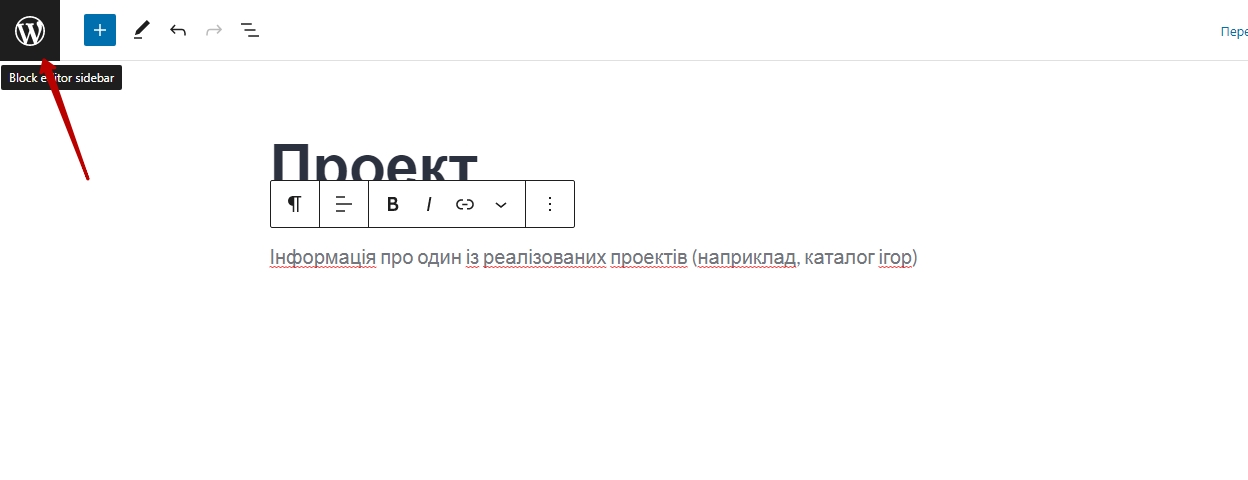 Пере
Block editor sidebar
Проект
B I
Інформація про один із реалізованих проектів (наприклад, каталог ігор)